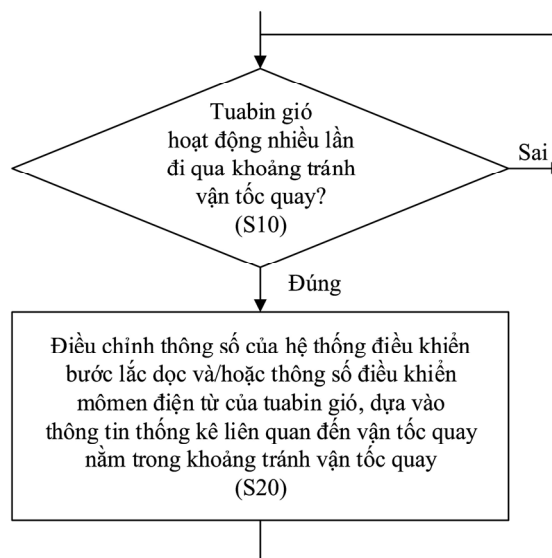 Tuabin gió
hoạt động nhiều lần
đi qua khoảng tránh
vận tốc quay?
(S10)
Sai
Đúng
Điều chỉnh thông số của hệ thống điều khiển
bước lắc dọc và/hoặc thông số điều khiển
mômen điện từ của tuabin gió, dựa vào
thông tin thống kê liên quan đến vận tốc quay
nằm trong khoảng tránh vận tốc quay
(S20)